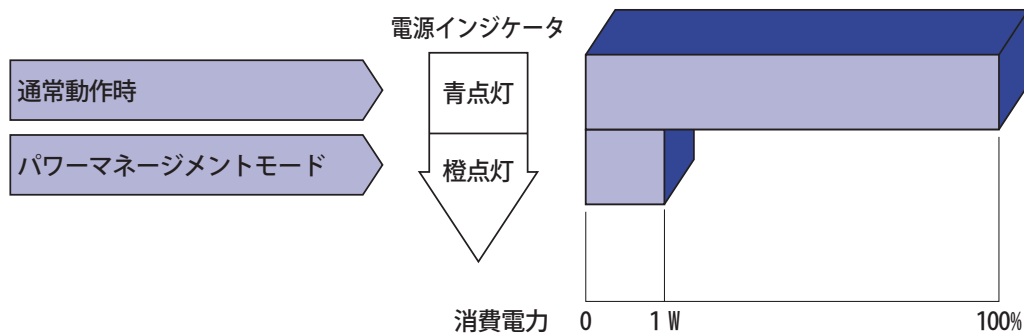 電源インジケータ
通常動作時
青点灯
パワーマネージメントモード
橙点灯
消費電力 0 1 W 100%